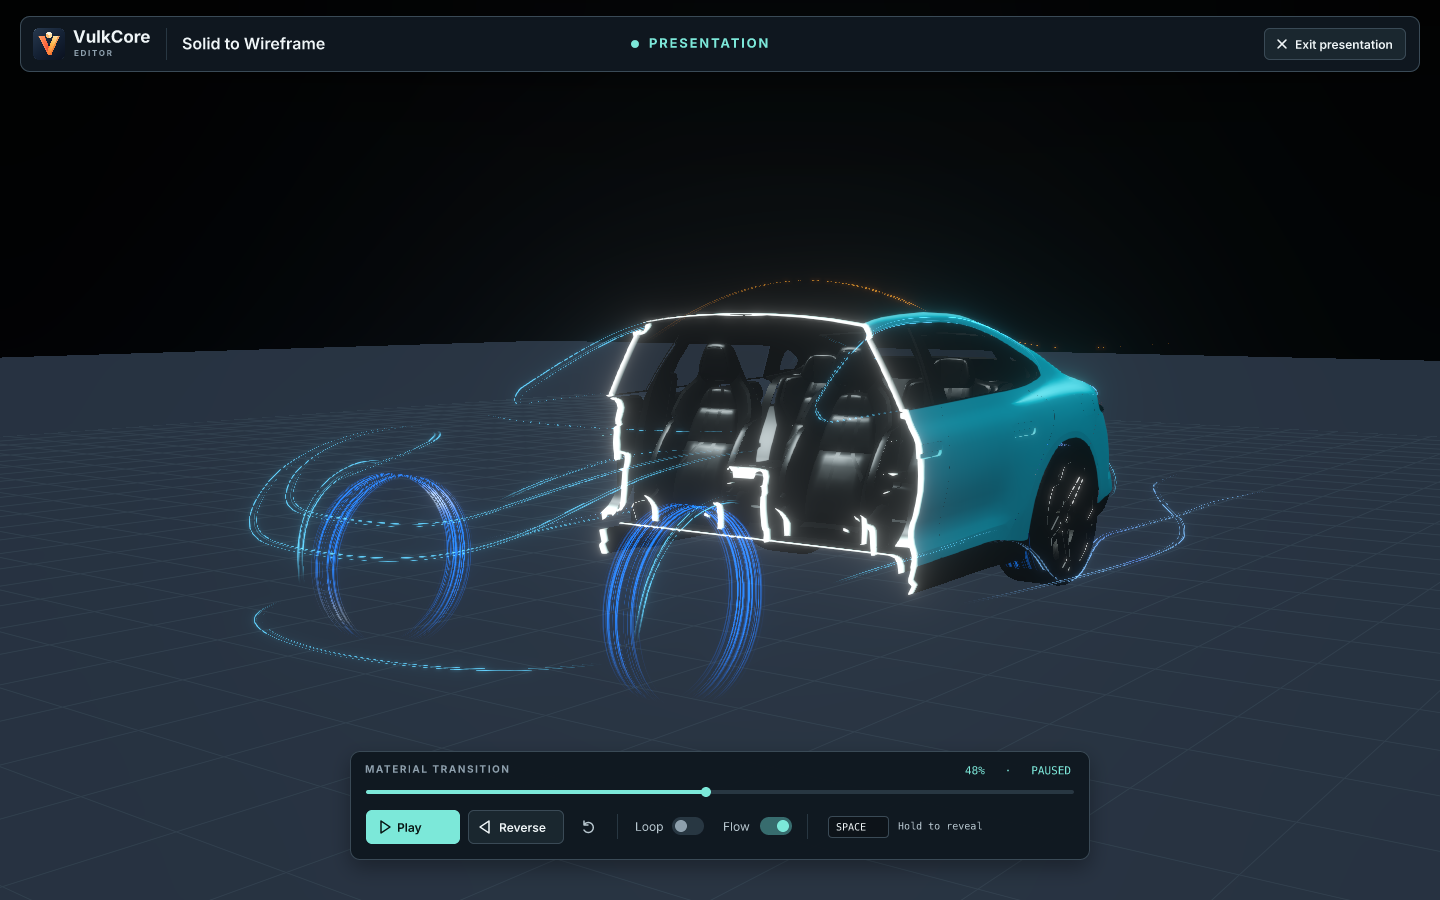 VulkCore
EDITOR
Solid to Wireframe
PRESENTATION
Exit presentation
MATERIAL TRANSITION
48% · PAUSED
Play
Reverse
Loop
Flow
SPACE
Hold to reveal